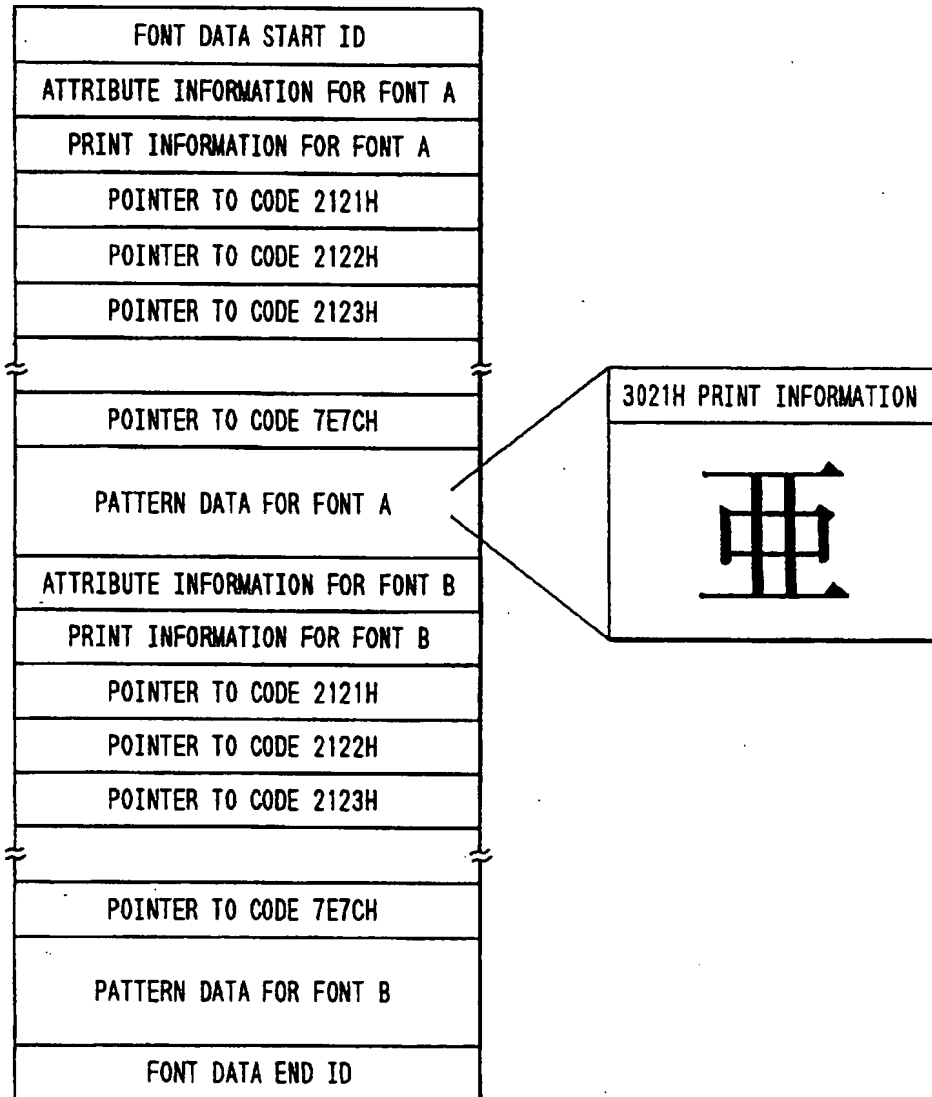 FONT DATA START ID
ATTRIBUTE INFORMATION FOR FONT A
PRINT INFORMATION FOR FONT A
POINTER TO CODE 2121H
POINTER TO CODE 2122H
POINTER TO CODE 2123H
POINTER TO CODE 7E7CH
PATTERN DATA FOR FONT A
ATTRIBUTE INFORMATION FOR FONT B
PRINT INFORMATION FOR FONT B
POINTER TO CODE 2121H
POINTER TO CODE 2122H
POINTER TO CODE 2123H
POINTER TO CODE 7E7CH
PATTERN DATA FOR FONT B
FONT DATA END ID
3021H PRINT INFORMATION
亜